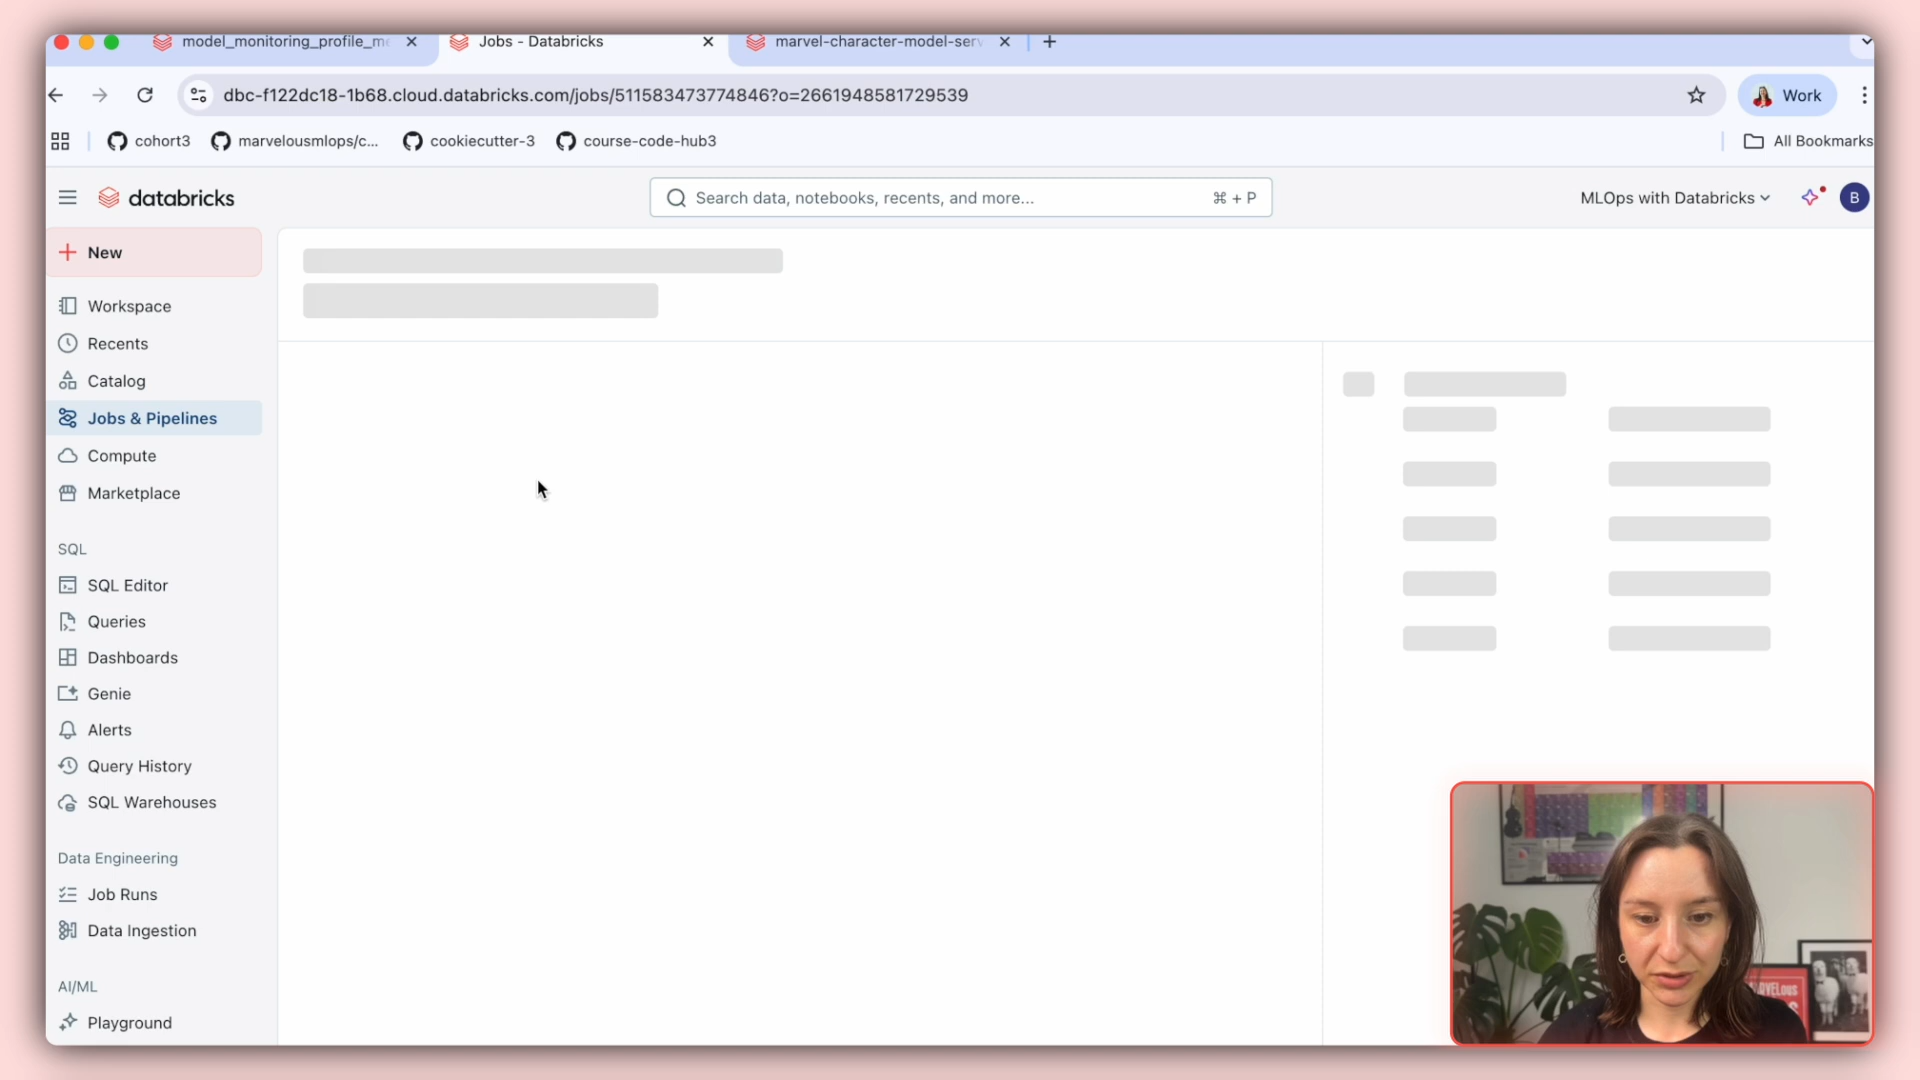 model_monitoring_profile_me
Jobs - Databricks
marvel-character-model-serv
dbc-f122dc18-1b68.cloud.databricks.com/jobs/511583473774846?o=2661948581729539
Work
cohort3
marvelousmlops/c...
cookiecutter-3
course-code-hub3
All Bookmarks
databricks
Search data, notebooks, recents, and more...
⌘ + P
MLOps with Databricks
B
New
Workspace
Recents
Catalog
Jobs & Pipelines
Compute
Marketplace
SQL
SQL Editor
Queries
Dashboards
Genie
Alerts
Query History
SQL Warehouses
Data Engineering
Job Runs
Data Ingestion
AI/ML
Playground